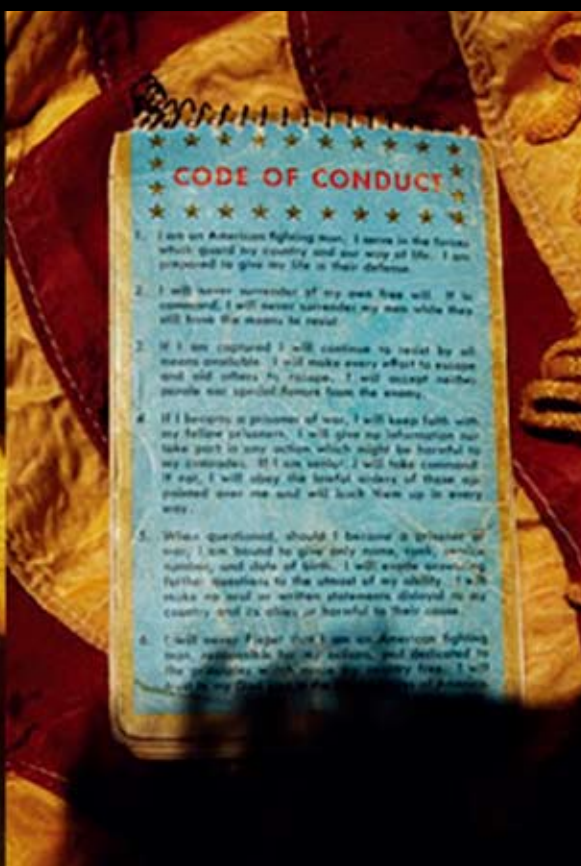 CODE OF CONDUCT
1. I am an American fighting man. I serve in the forces
which guard my country and our way of life. I am
prepared to give my life in their defense.
2. I will never surrender of my own free will. If in
command, I will never surrender my men while they
still have the means to resist.
3. If I am captured I will continue to resist by all
means available. I will make every effort to escape
and aid others to escape. I will accept neither
parole nor special favors from the enemy.
4. If I become a prisoner of war, I will keep faith with
my fellow prisoners. I will give no information nor
take part in any action which might be harmful to
my comrades. If I am senior, I will take command.
If not, I will obey the lawful orders of those ap-
pointed over me and will back them up in every
way.
5. When questioned, should I become a prisoner of
war, I am bound to give only name, rank, service
number, and date of birth. I will evade answering
further questions to the utmost of my ability. I will
make no oral or written statements disloyal to my
country and its allies or harmful to their cause.
6. I will never forget that I am an American fighting
man, responsible for my actions, and dedicated to
the principles which made my country free. I will
trust in my God and in the